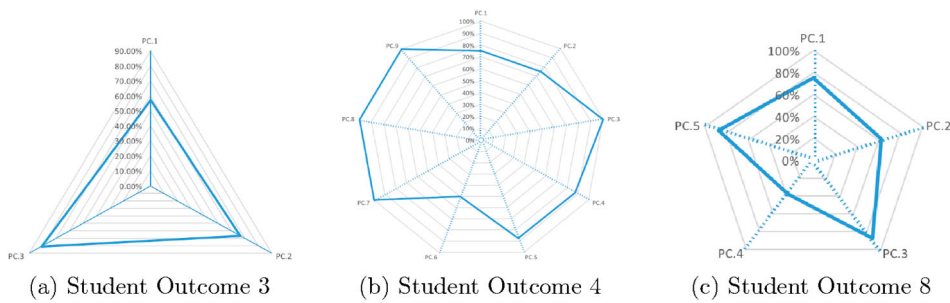 PC.1
90.00%
80.00%
70.00%
60.00%
50.00%
40.00%
30.00%
20.00%
10.00%
0.00%
PC.3
PC.2
(a) Student Outcome 3
PC.1
100%
90%
80%
70%
60%
50%
40%
30%
20%
10%
0%
PC.9
PC.2
PC.8
PC.3
PC.7
PC.4
PC.6
PC.5
(b) Student Outcome 4
PC.1
100%
80%
60%
40%
20%
0%
PC.5
PC.2
PC.4
PC.3
(c) Student Outcome 8